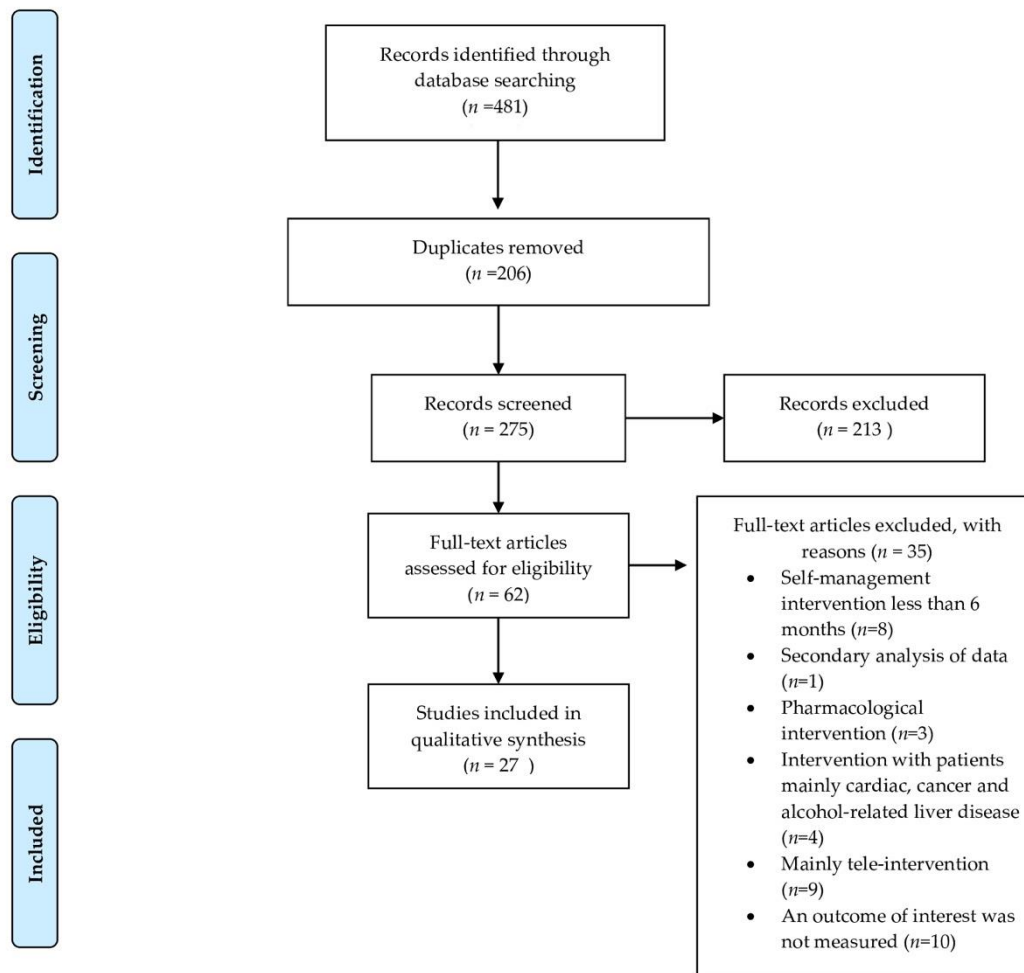 Identification
Records identified through
database searching
(n =481)
Duplicates removed
(n =206)
Screening
Records screened
(n = 275)
Records excluded
(n = 213 )
Eligibility
Full-text articles
assessed for eligibility
(n = 62)
Full-text articles excluded, with
reasons (n = 35)
• Self-management
intervention less than 6
months (n=8)
• Secondary analysis of data
(n=1)
• Pharmacological
intervention (n=3)
• Intervention with patients
mainly cardiac, cancer and
alcohol-related liver disease
(n=4)
• Mainly tele-intervention
(n=9)
• An outcome of interest was
not measured (n=10)
Included
Studies included in
qualitative synthesis
(n = 27 )